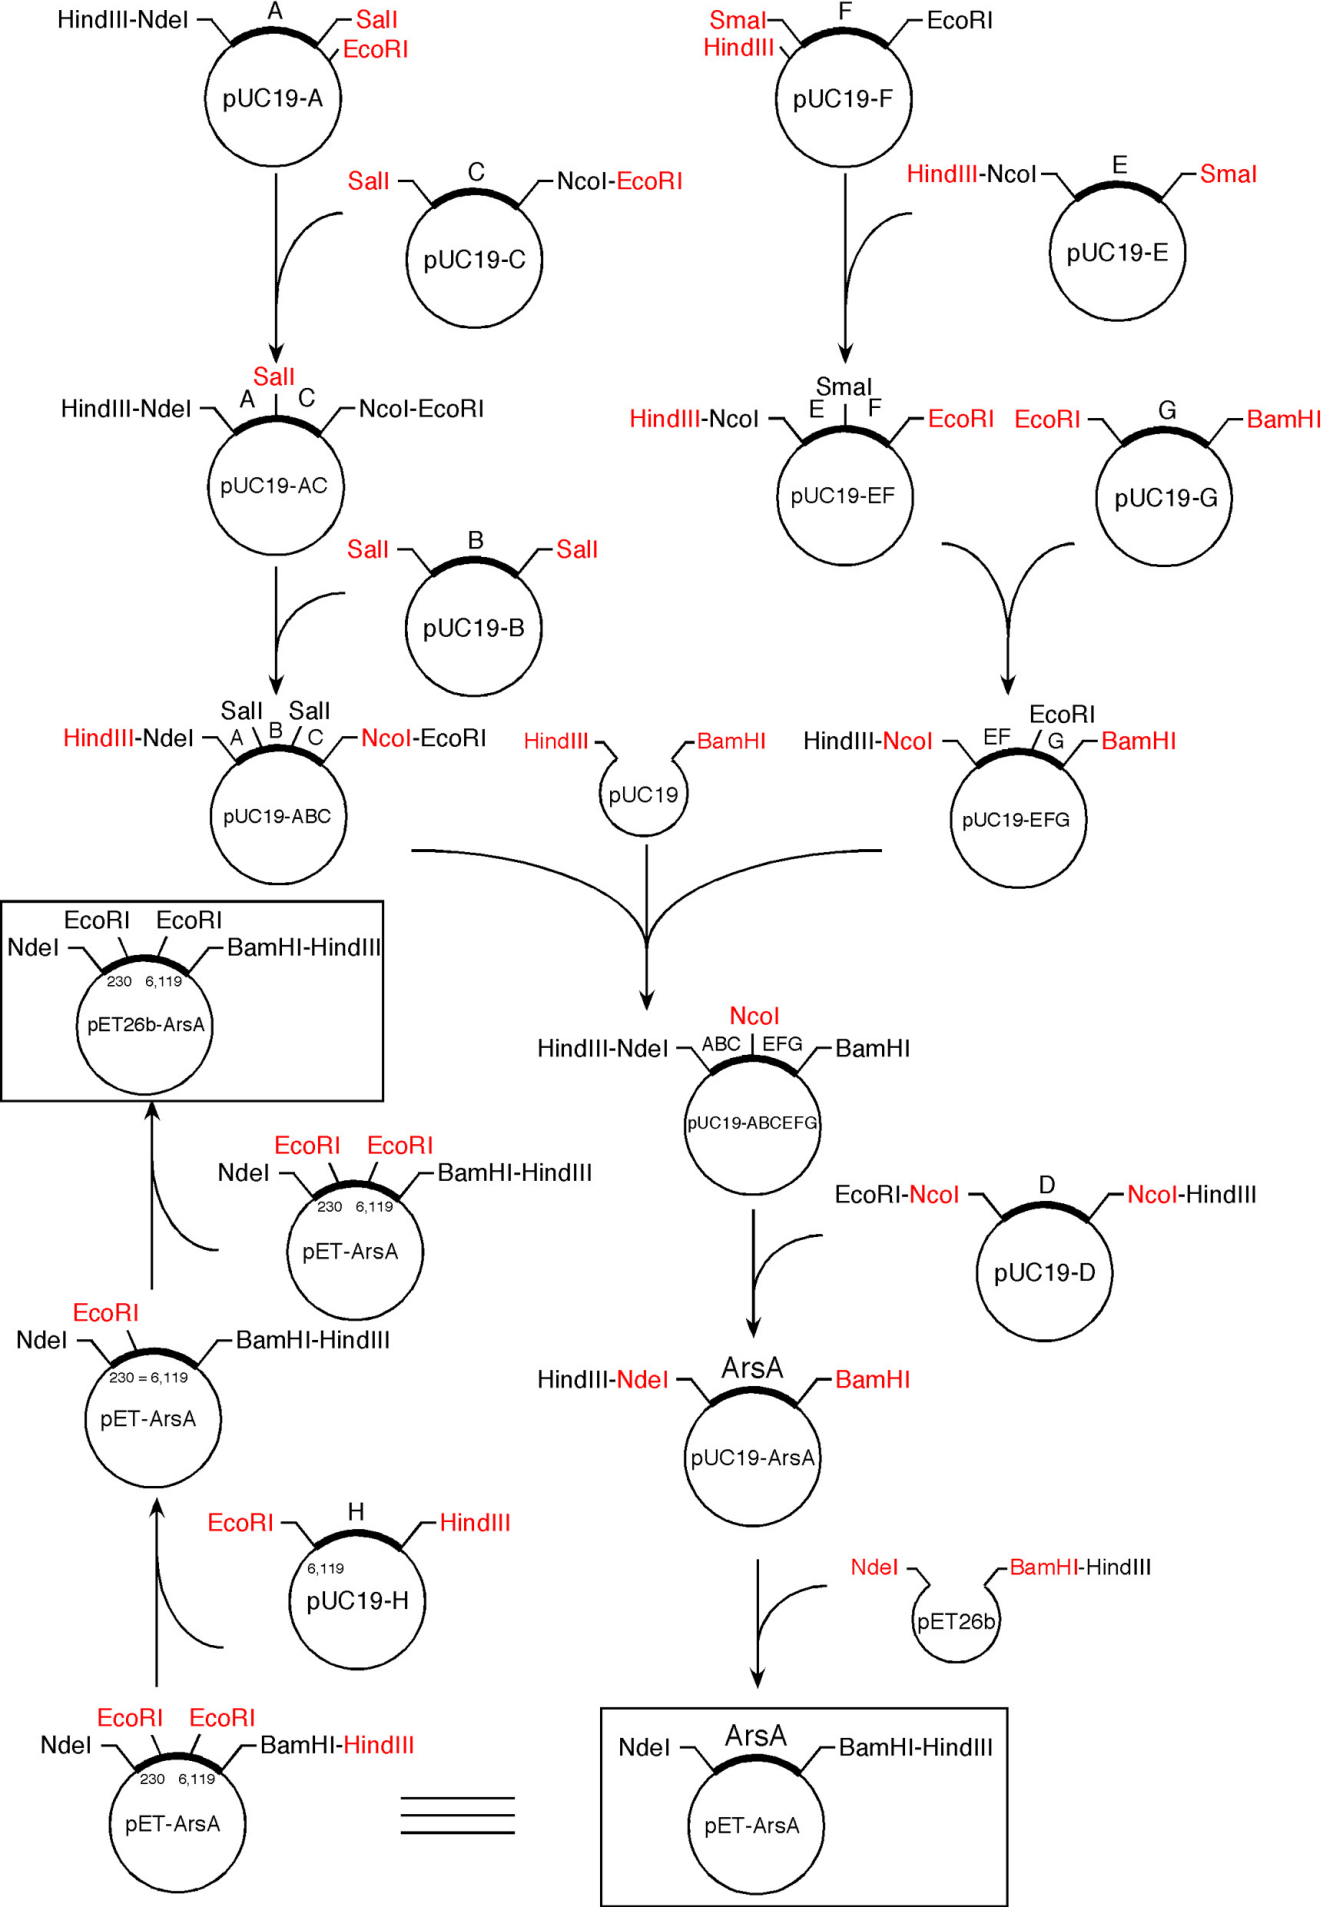 HindIII-NdeI
A
SalI
EcoRI
pUC19-A
SmaI
HindIII
F
EcoRI
pUC19-F
SalI
C
NcoI-EcoRI
pUC19-C
HindIII-NcoI
E
SmaI
pUC19-E
SalI
HindIII-NdeI
A
C
NcoI-EcoRI
pUC19-AC
SmaI
HindIII-NcoI
E
F
EcoRI
pUC19-EF
EcoRI
G
BamHI
pUC19-G
SalI
B
SalI
pUC19-B
SalI
SalI
HindIII-NdeI
A
B
C
NcoI-EcoRI
pUC19-ABC
HindIII
BamHI
pUC19
EcoRI
HindIII-NcoI
EF
G
BamHI
pUC19-EFG
EcoRI
EcoRI
NdeI
BamHI-HindIII
230
6,119
pET26b-ArsA
NcoI
HindIII-NdeI
ABC
EFG
BamHI
pUC19-ABCEFG
EcoRI
EcoRI
NdeI
BamHI-HindIII
230
6,119
pET-ArsA
EcoRI-NcoI
D
NcoI-HindIII
pUC19-D
EcoRI
NdeI
BamHI-HindIII
230 = 6,119
pET-ArsA
HindIII-NdeI
ArsA
BamHI
pUC19-ArsA
EcoRI
H
HindIII
6,119
pUC19-H
NdeI
BamHI-HindIII
pET26b
EcoRI
EcoRI
NdeI
BamHI-HindIII
230
6,119
pET-ArsA
NdeI
ArsA
BamHI-HindIII
pET-ArsA